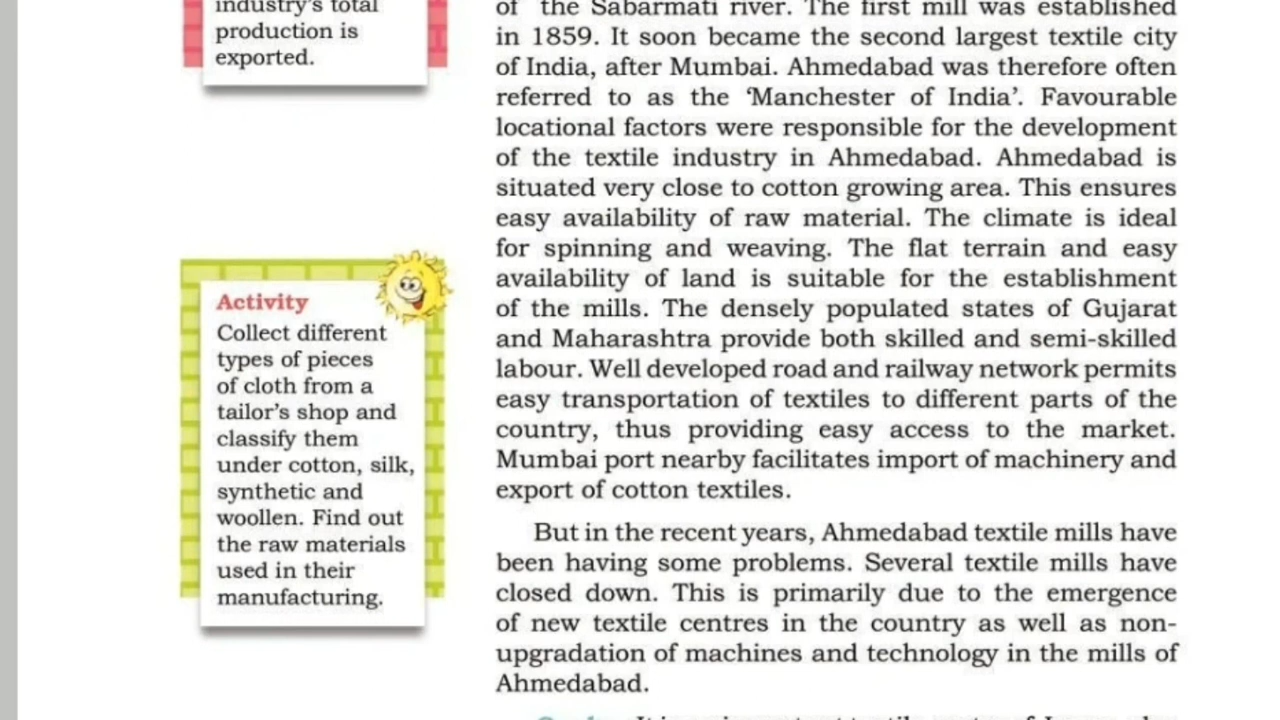 industry's total
production is
exported.
Activity
Collect different
types of pieces
of cloth from a
tailor's shop and
classify them
under cotton, silk,
synthetic and
woollen. Find out
the raw materials
used in their
manufacturing.
of the Sabarmati river. The first mill was established
in 1859. It soon became the second largest textile city
of India, after Mumbai. Ahmedabad was therefore often
referred to as the ‘Manchester of India’. Favourable
locational factors were responsible for the development
of the textile industry in Ahmedabad. Ahmedabad is
situated very close to cotton growing area. This ensures
easy availability of raw material. The climate is ideal
for spinning and weaving. The flat terrain and easy
availability of land is suitable for the establishment
of the mills. The densely populated states of Gujarat
and Maharashtra provide both skilled and semi-skilled
labour. Well developed road and railway network permits
easy transportation of textiles to different parts of the
country, thus providing easy access to the market.
Mumbai port nearby facilitates import of machinery and
export of cotton textiles.
But in the recent years, Ahmedabad textile mills have
been having some problems. Several textile mills have
closed down. This is primarily due to the emergence
of new textile centres in the country as well as non-
upgradation of machines and technology in the mills of
Ahmedabad.